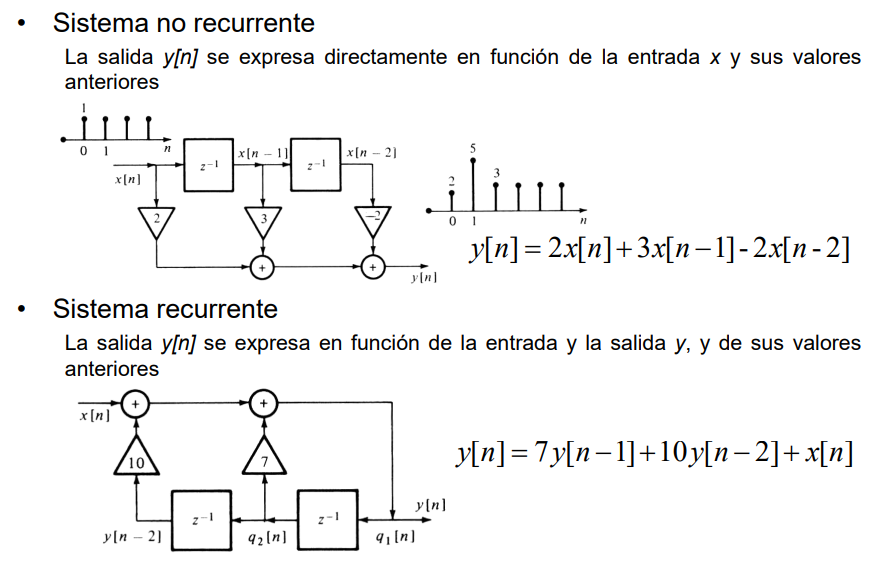 • Sistema no recurrente
La salida y[n] se expresa directamente en función de la entrada x y sus valores
anteriores
1
0 1 n
x[n]
z⁻¹
x[n − 1]
z⁻¹
x[n − 2]
2
3
−2
+
+
y[n]
2
5
3
0 1 n
y[n] = 2x[n]+3x[n−1]-2x[n-2]
• Sistema recurrente
La salida y[n] se expresa en función de la entrada y la salida y, y de sus valores
anteriores
x[n]
+
+
10
7
z⁻¹
z⁻¹
y[n]
y[n − 2]
q₂[n]
q₁[n]
y[n] = 7y[n−1]+10y[n−2]+x[n]